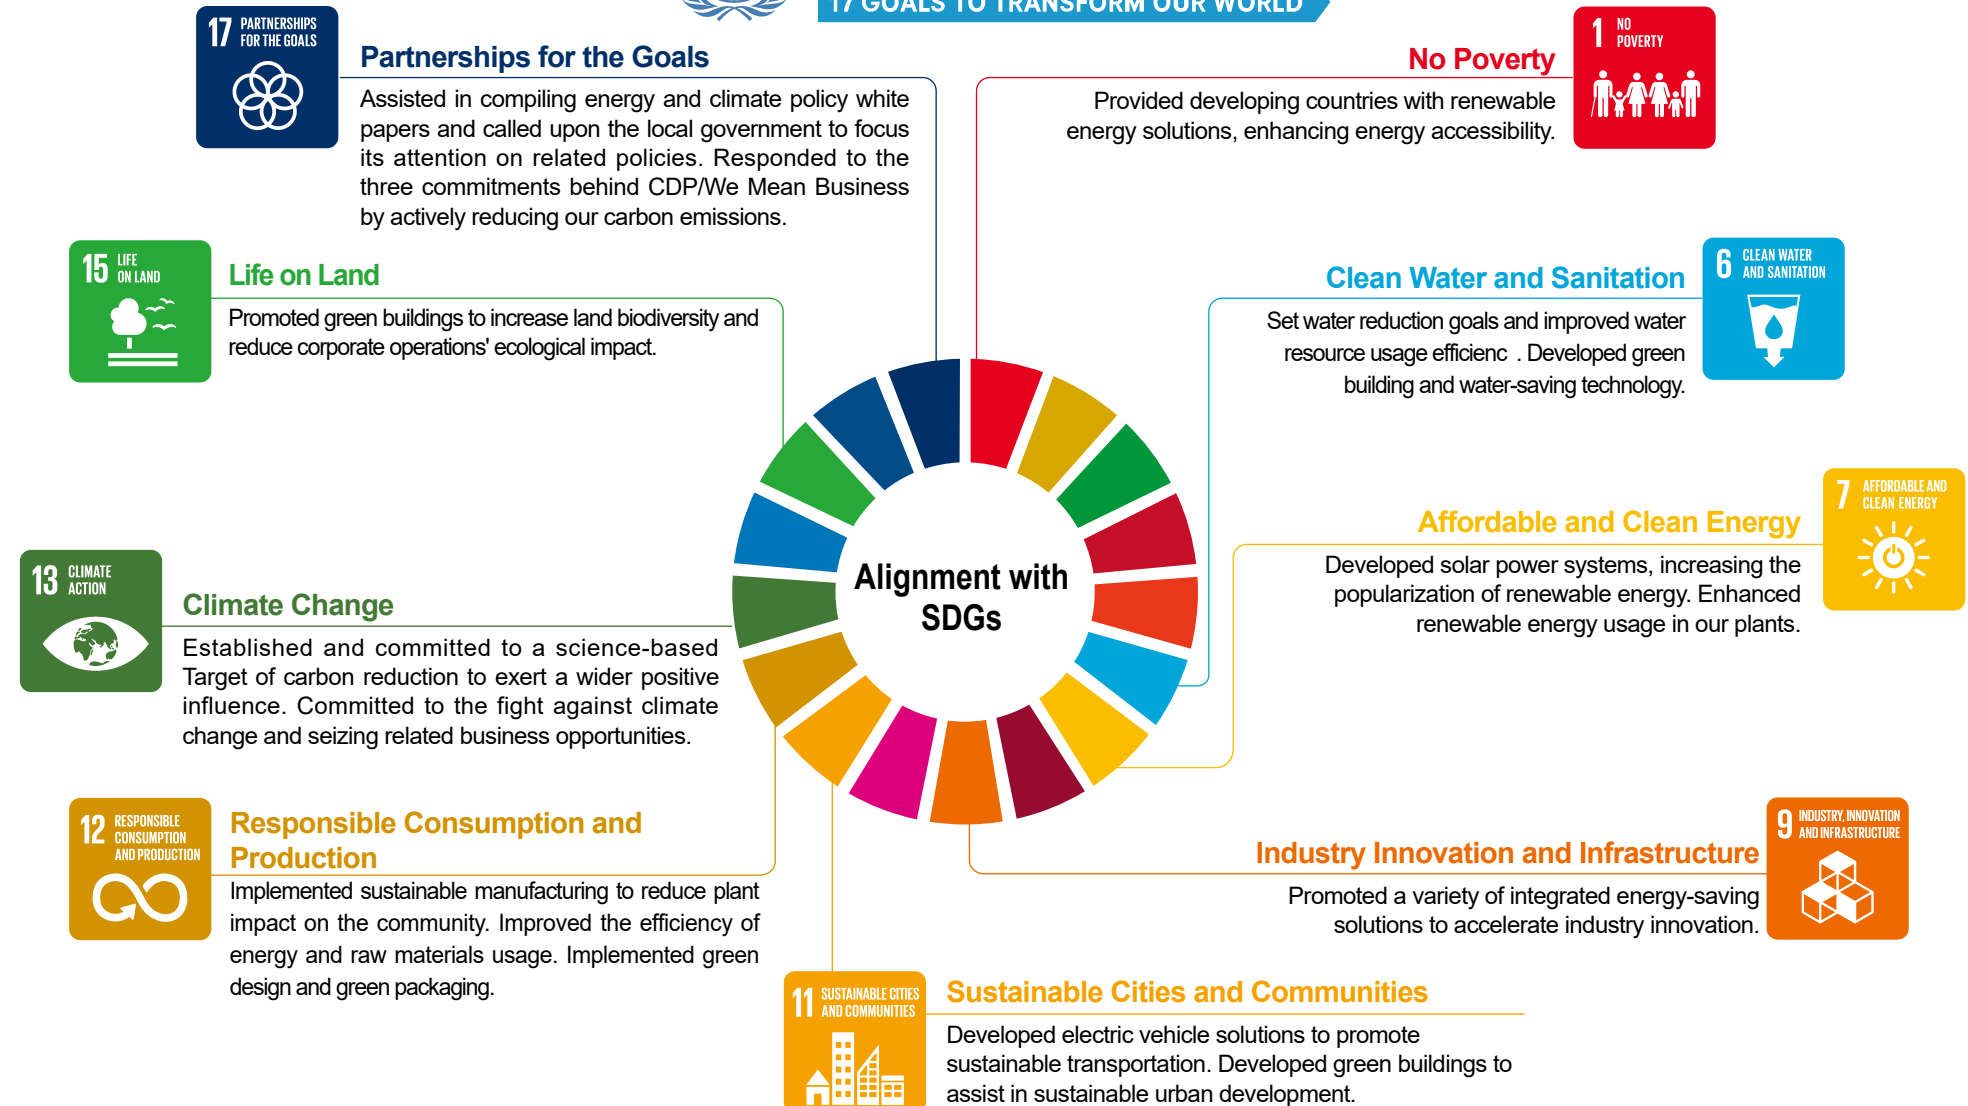 17 GOALS TO TRANSFORM OUR WORLD
17 PARTNERSHIPS
FOR THE GOALS
Partnerships for the Goals
Assisted in compiling energy and climate policy white
papers and called upon the local government to focus
its attention on related policies. Responded to the
three commitments behind CDP/We Mean Business
by actively reducing our carbon emissions.
1 NO
POVERTY
No Poverty
Provided developing countries with renewable
energy solutions, enhancing energy accessibility.
15 LIFE
ON LAND
Life on Land
Promoted green buildings to increase land biodiversity and
reduce corporate operations' ecological impact.
6 CLEAN WATER
AND SANITATION
Clean Water and Sanitation
Set water reduction goals and improved water
resource usage efficienc . Developed green
building and water-saving technology.
7 AFFORDABLE AND
CLEAN ENERGY
Affordable and Clean Energy
Developed solar power systems, increasing the
popularization of renewable energy. Enhanced
renewable energy usage in our plants.
Alignment with
SDGs
13 CLIMATE
ACTION
Climate Change
Established and committed to a science-based
Target of carbon reduction to exert a wider positive
influence. Committed to the fight against climate
change and seizing related business opportunities.
12 RESPONSIBLE
CONSUMPTION
AND PRODUCTION
Responsible Consumption and
Production
Implemented sustainable manufacturing to reduce plant
impact on the community. Improved the efficiency of
energy and raw materials usage. Implemented green
design and green packaging.
9 INDUSTRY, INNOVATION
AND INFRASTRUCTURE
Industry Innovation and Infrastructure
Promoted a variety of integrated energy-saving
solutions to accelerate industry innovation.
11 SUSTAINABLE CITIES
AND COMMUNITIES
Sustainable Cities and Communities
Developed electric vehicle solutions to promote
sustainable transportation. Developed green buildings to
assist in sustainable urban development.